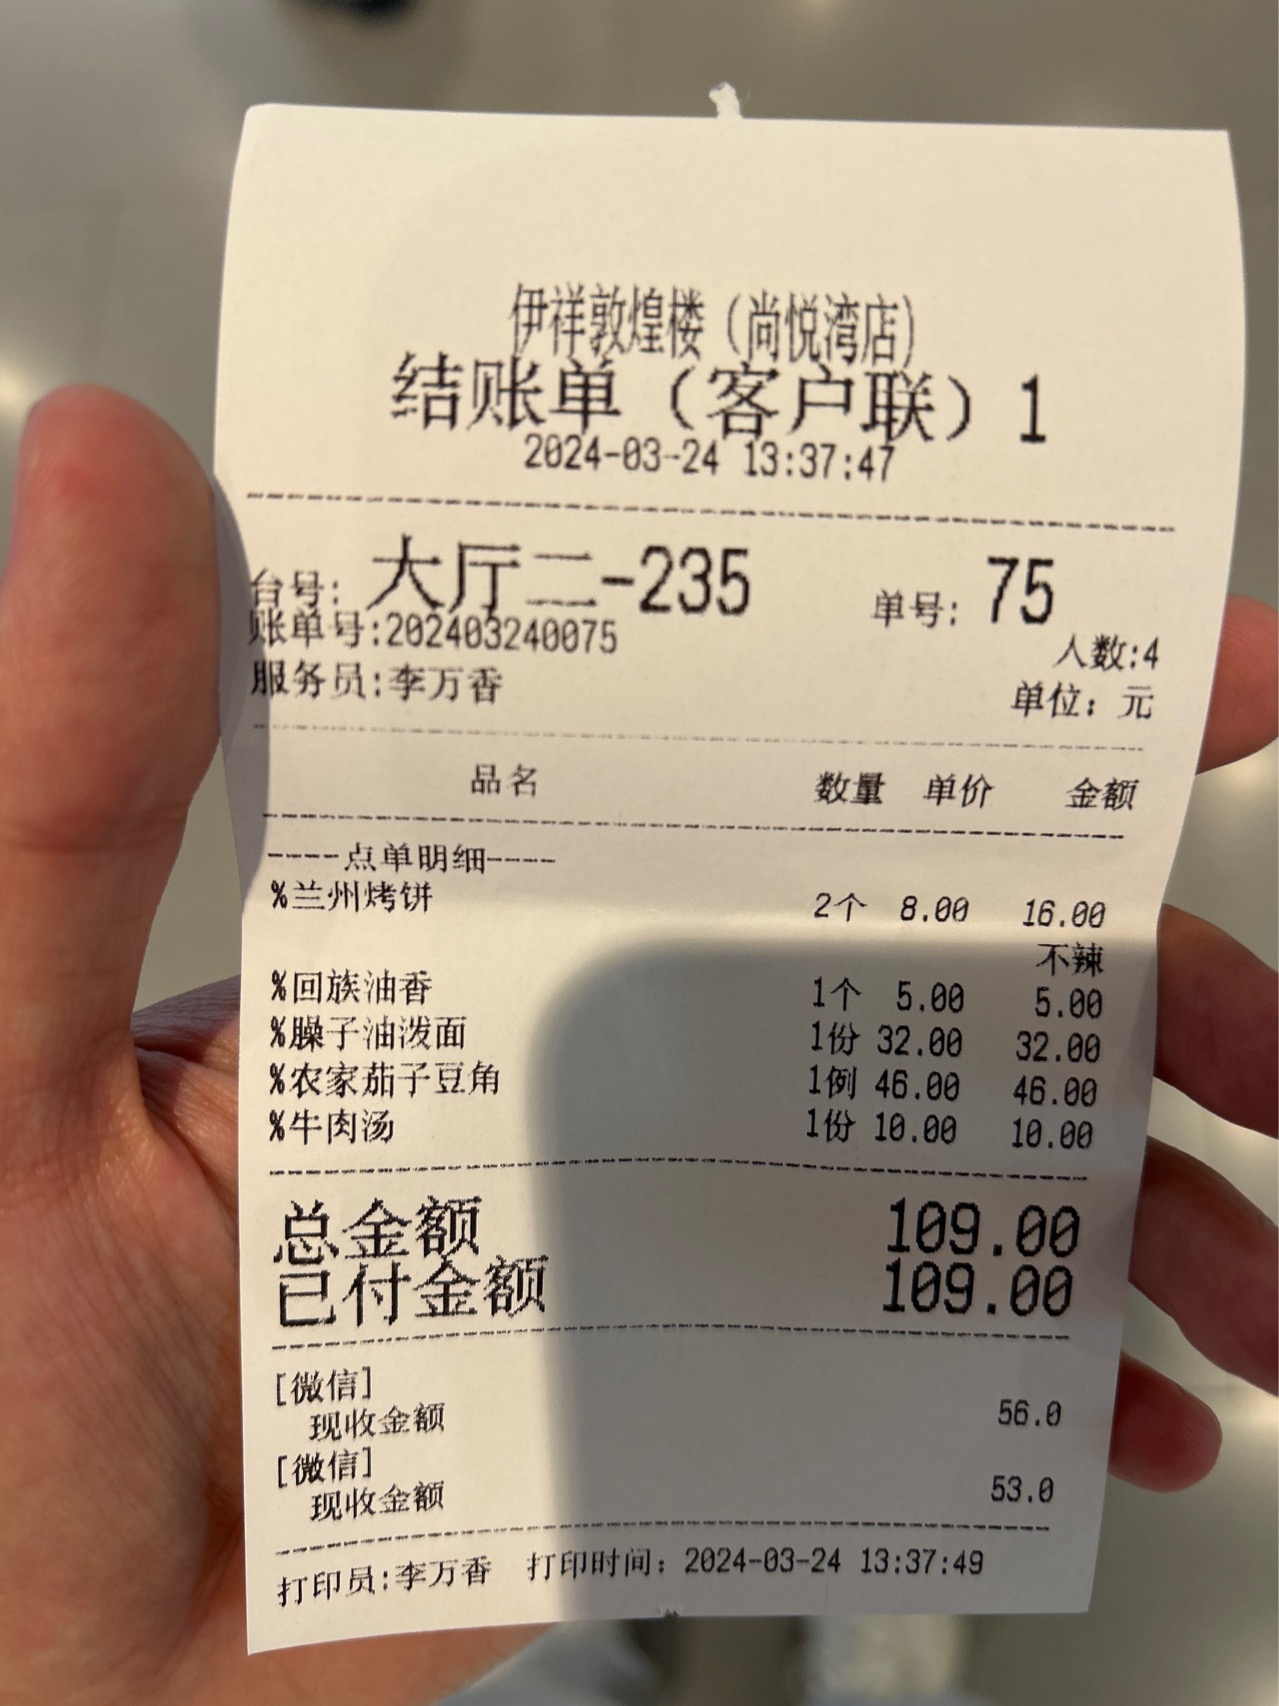 伊祥敦煌楼（尚悦湾店）
结账单（客户联）1
2024-03-24 13:37:47
台号: 大厅二-235 单号: 75
账单号:202403240075 人数:4
服务员:李万香 单位: 元
品名 数量 单价 金额
----点单明细----
%兰州烤饼 2个 8.00 16.00
不辣
%回族油香 1个 5.00 5.00
%臊子油泼面 1份 32.00 32.00
%农家茄子豆角 1例 46.00 46.00
%牛肉汤 1份 10.00 10.00
总金额 109.00
已付金额 109.00
[微信]
现收金额 56.0
[微信]
现收金额 53.0
打印员:李万香 打印时间: 2024-03-24 13:37:49